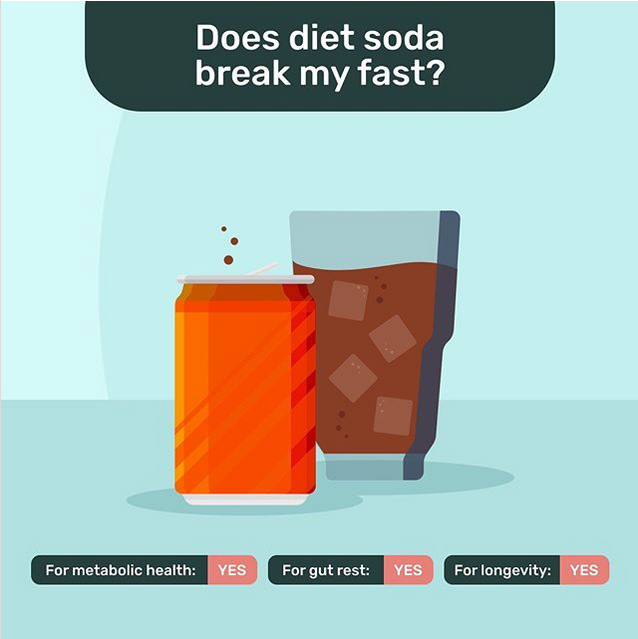 Does diet soda
break my fast?
For metabolic health: YES
For gut rest: YES
For longevity: YES